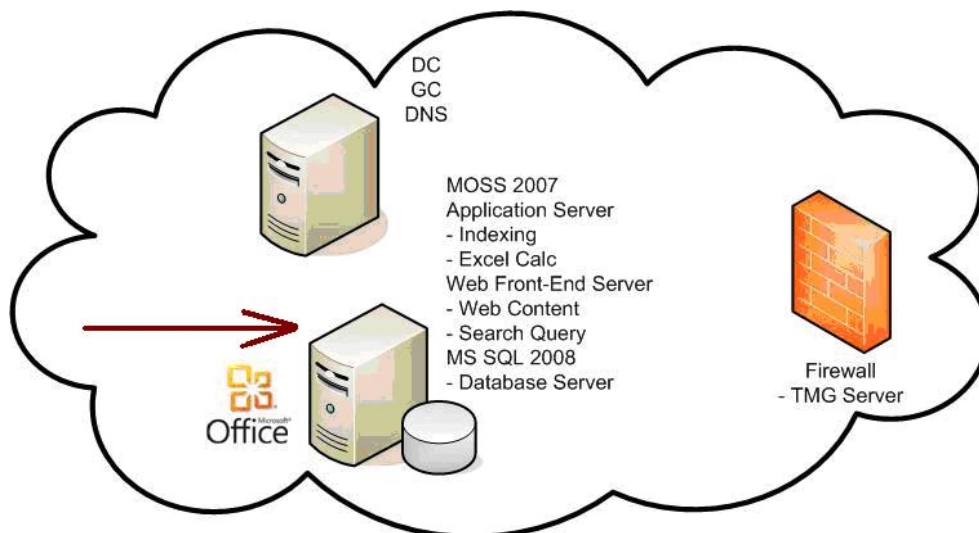 DC
GC
DNS
MOSS 2007
Application Server
- Indexing
- Excel Calc
Web Front-End Server
- Web Content
- Search Query
MS SQL 2008
- Database Server
Microsoft®
Office
Firewall
- TMG Server